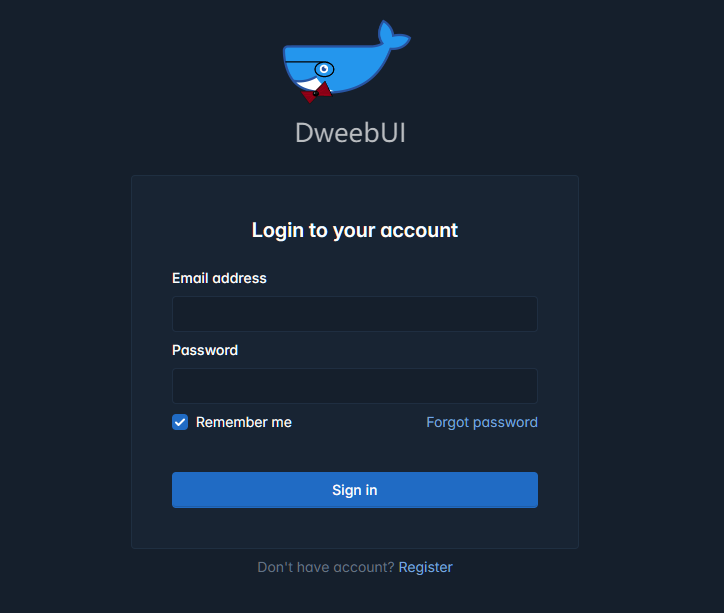 DweebUI
Login to your account
Email address
Password
Remember me Forgot password
Sign in
Don't have account? Register